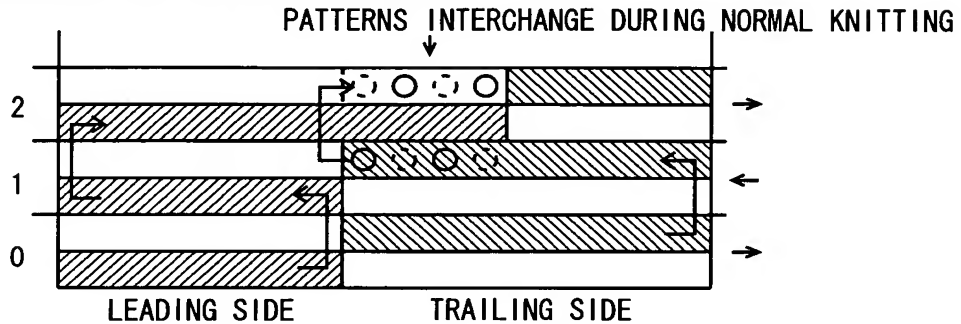 PATTERNS INTERCHANGE DURING NORMAL KNITTING
2
1
0
LEADING SIDE TRAILING SIDE